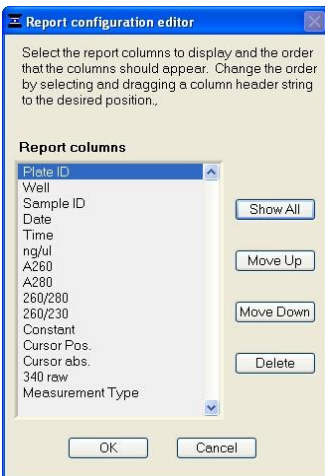 Report configuration editor
Select the report columns to display and the order
that the columns should appear. Change the order
by selecting and dragging a column header string
to the desired position.,
Report columns
Plate ID
Well
Sample ID
Date
Time
ng/ul
A260
A280
260/280
260/230
Constant
Cursor Pos.
Cursor abs.
340 raw
Measurement Type
Show All
Move Up
Move Down
Delete
OK
Cancel